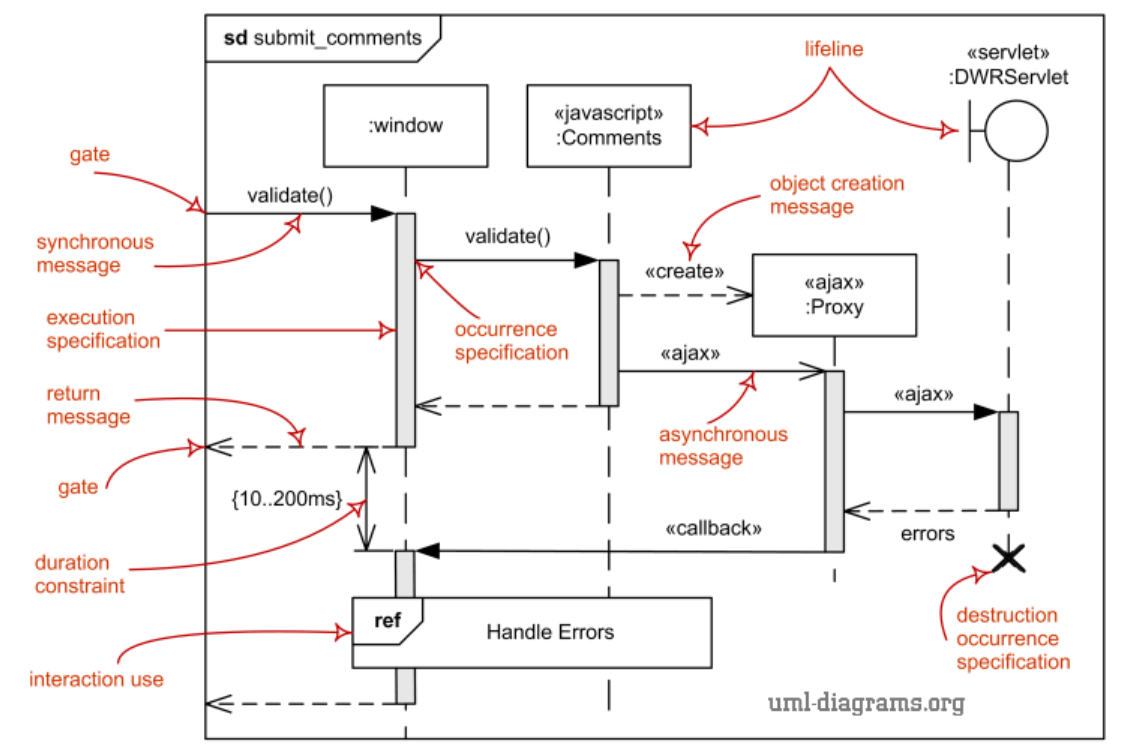 sd submit_comments
lifeline
«servlet»
:DWRServlet
:window
«javascript»
:Comments
gate
validate()
object creation
message
synchronous
message
validate()
«create»
«ajax»
:Proxy
execution
specification
occurrence
specification
«ajax»
return
message
«ajax»
asynchronous
message
gate
{10..200ms}
«callback»
errors
duration
constraint
ref
Handle Errors
destruction
occurrence
specification
interaction use
uml-diagrams.org